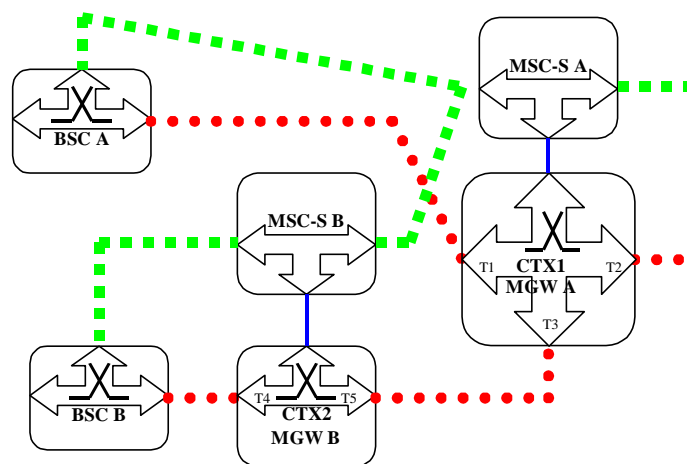 MSC-S A
BSC A
MSC-S B
T1
CTX1
T2
MGW A
T3
T4
T5
BSC B
CTX2
MGW B